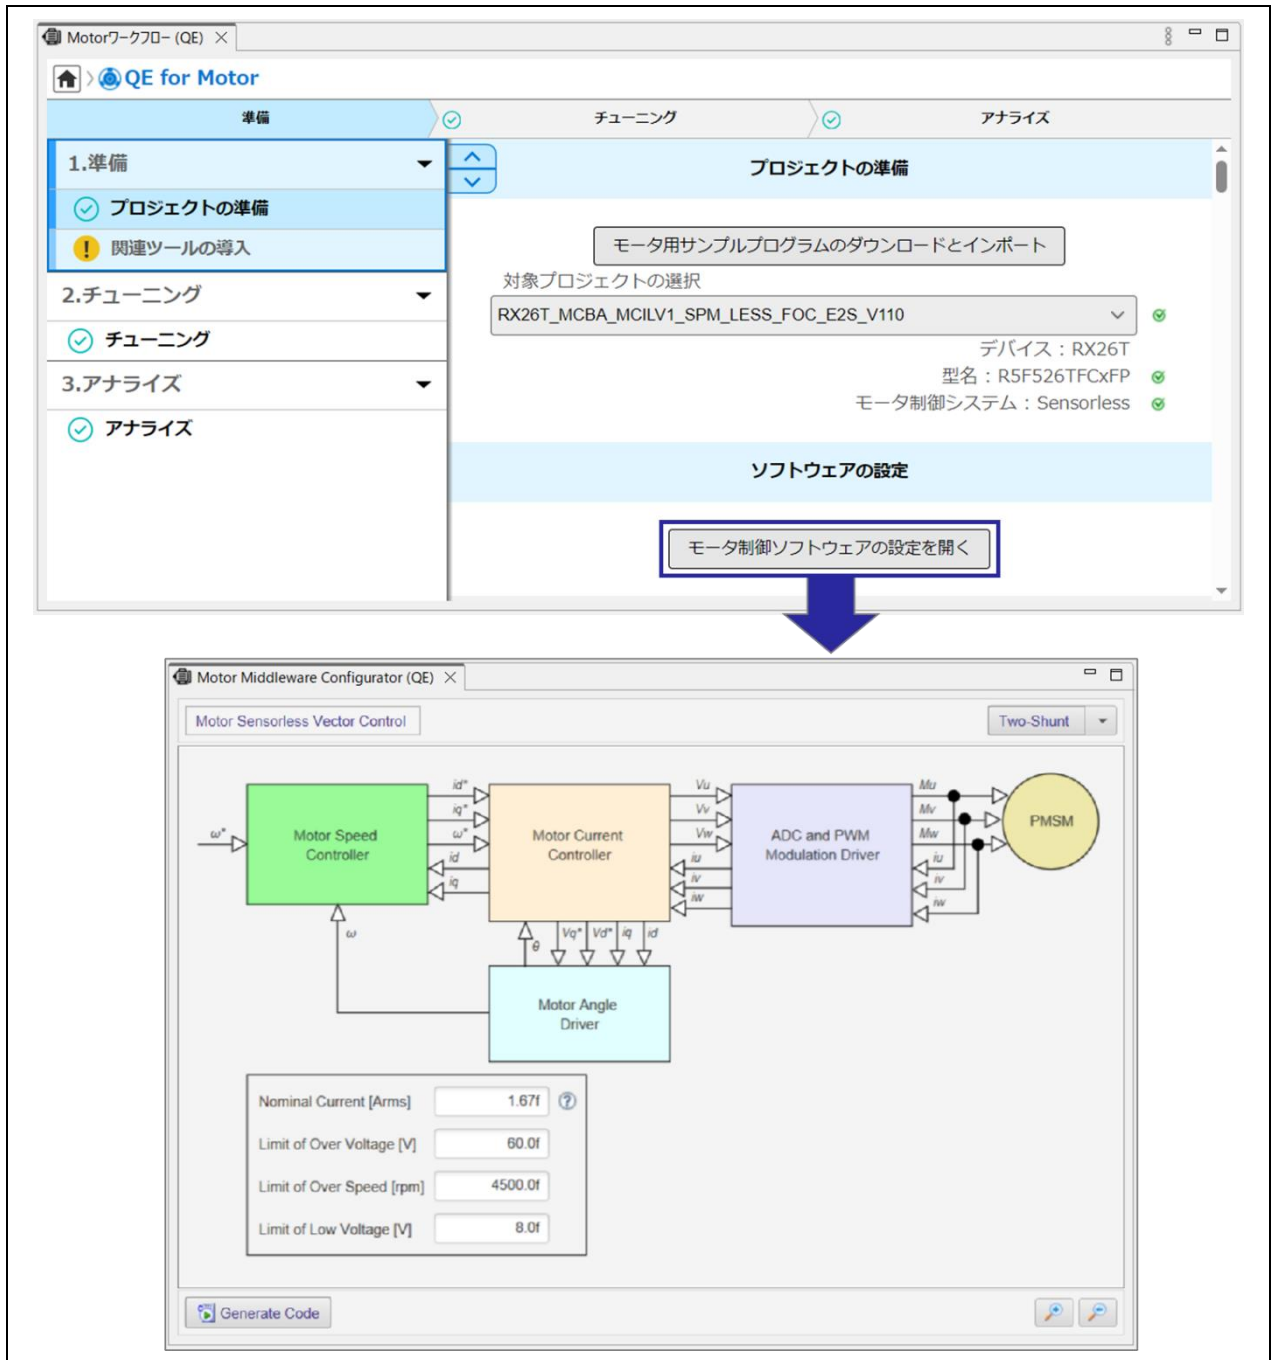 Motorワークフロー (QE)
QE for Motor
準備
チューニング
アナライズ
1.準備
プロジェクトの準備
関連ツールの導入
2.チューニング
チューニング
3.アナライズ
アナライズ
プロジェクトの準備
モータ用サンプルプログラムのダウンロードとインポート
対象プロジェクトの選択
RX26T_MCBA_MCILV1_SPM_LESS_FOC_E2S_V110
デバイス：RX26T
型名：R5F526TFCxFP
モータ制御システム：Sensorless
ソフトウェアの設定
モータ制御ソフトウェアの設定を開く
Motor Middleware Configurator (QE)
Motor Sensorless Vector Control
Two-Shunt
ω*
Motor Speed
Controller
id*
iq*
ω*
id
iq
Motor Current
Controller
Vu
Vv
Vw
iu
iv
iw
ADC and PWM
Modulation Driver
Mu
Mv
Mw
iu
iv
iw
PMSM
ω
θ
Vq*
Vd*
iq
id
Motor Angle
Driver
Nominal Current [Arms] 1.67f
Limit of Over Voltage [V] 60.0f
Limit of Over Speed [rpm] 4500.0f
Limit of Low Voltage [V] 8.0f
Generate Code